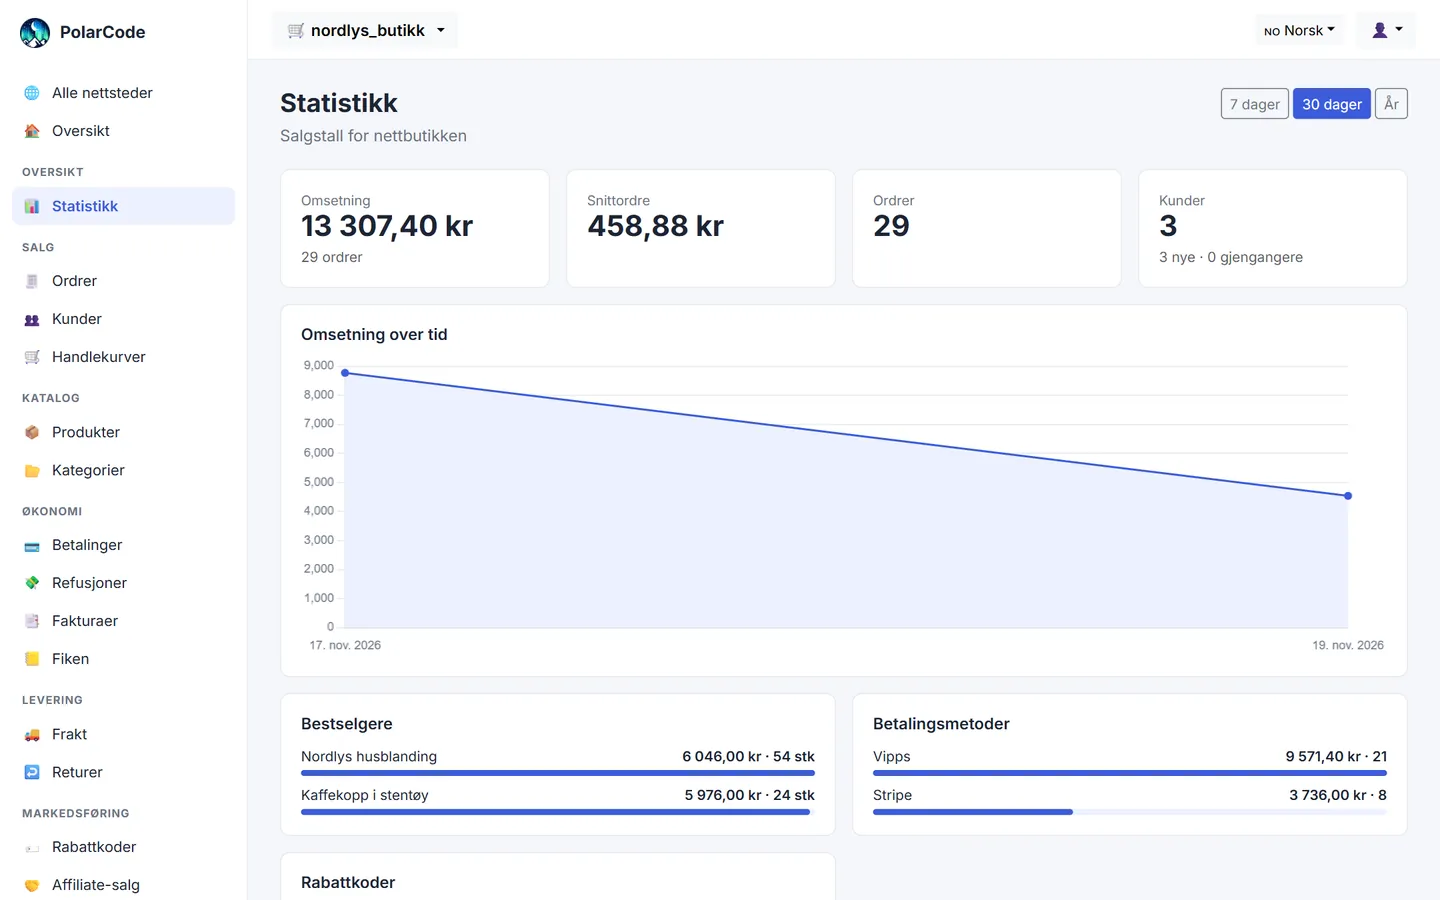 PolarCode
nordlys_butikk
NO Norsk
Alle nettsteder
Oversikt
OVERSIKT
Statistikk
SALG
Ordrer
Kunder
Handlekurver
KATALOG
Produkter
Kategorier
ØKONOMI
Betalinger
Refusjoner
Fakturaer
Fiken
LEVERING
Frakt
Returer
MARKEDSFØRING
Rabattkoder
Affiliate-salg
Statistikk
Salgstall for nettbutikken
7 dager
30 dager
År
Omsetning
13 307,40 kr
29 ordrer
Snittordre
458,88 kr
Ordrer
29
Kunder
3
3 nye · 0 gjengangere
Omsetning over tid
9,000
8,000
7,000
6,000
5,000
4,000
3,000
2,000
1,000
0
17. nov. 2026
19. nov. 2026
Bestselgere
Nordlys husblanding 6 046,00 kr · 54 stk
Kaffekopp i stentøy 5 976,00 kr · 24 stk
Betalingsmetoder
Vipps 9 571,40 kr · 21
Stripe 3 736,00 kr · 8
Rabattkoder